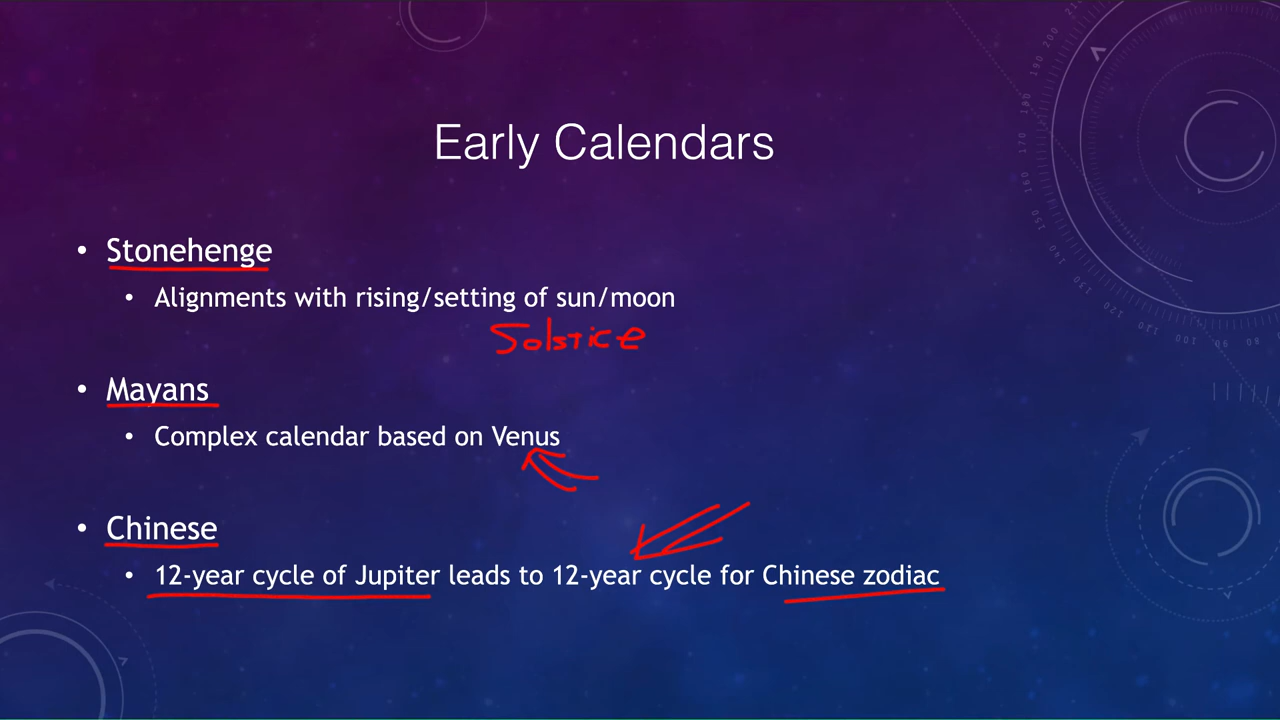 Early Calendars
• Stonehenge
• Alignments with rising/setting of sun/moon
Solstice
• Mayans
• Complex calendar based on Venus
• Chinese
• 12-year cycle of Jupiter leads to 12-year cycle for Chinese zodiac